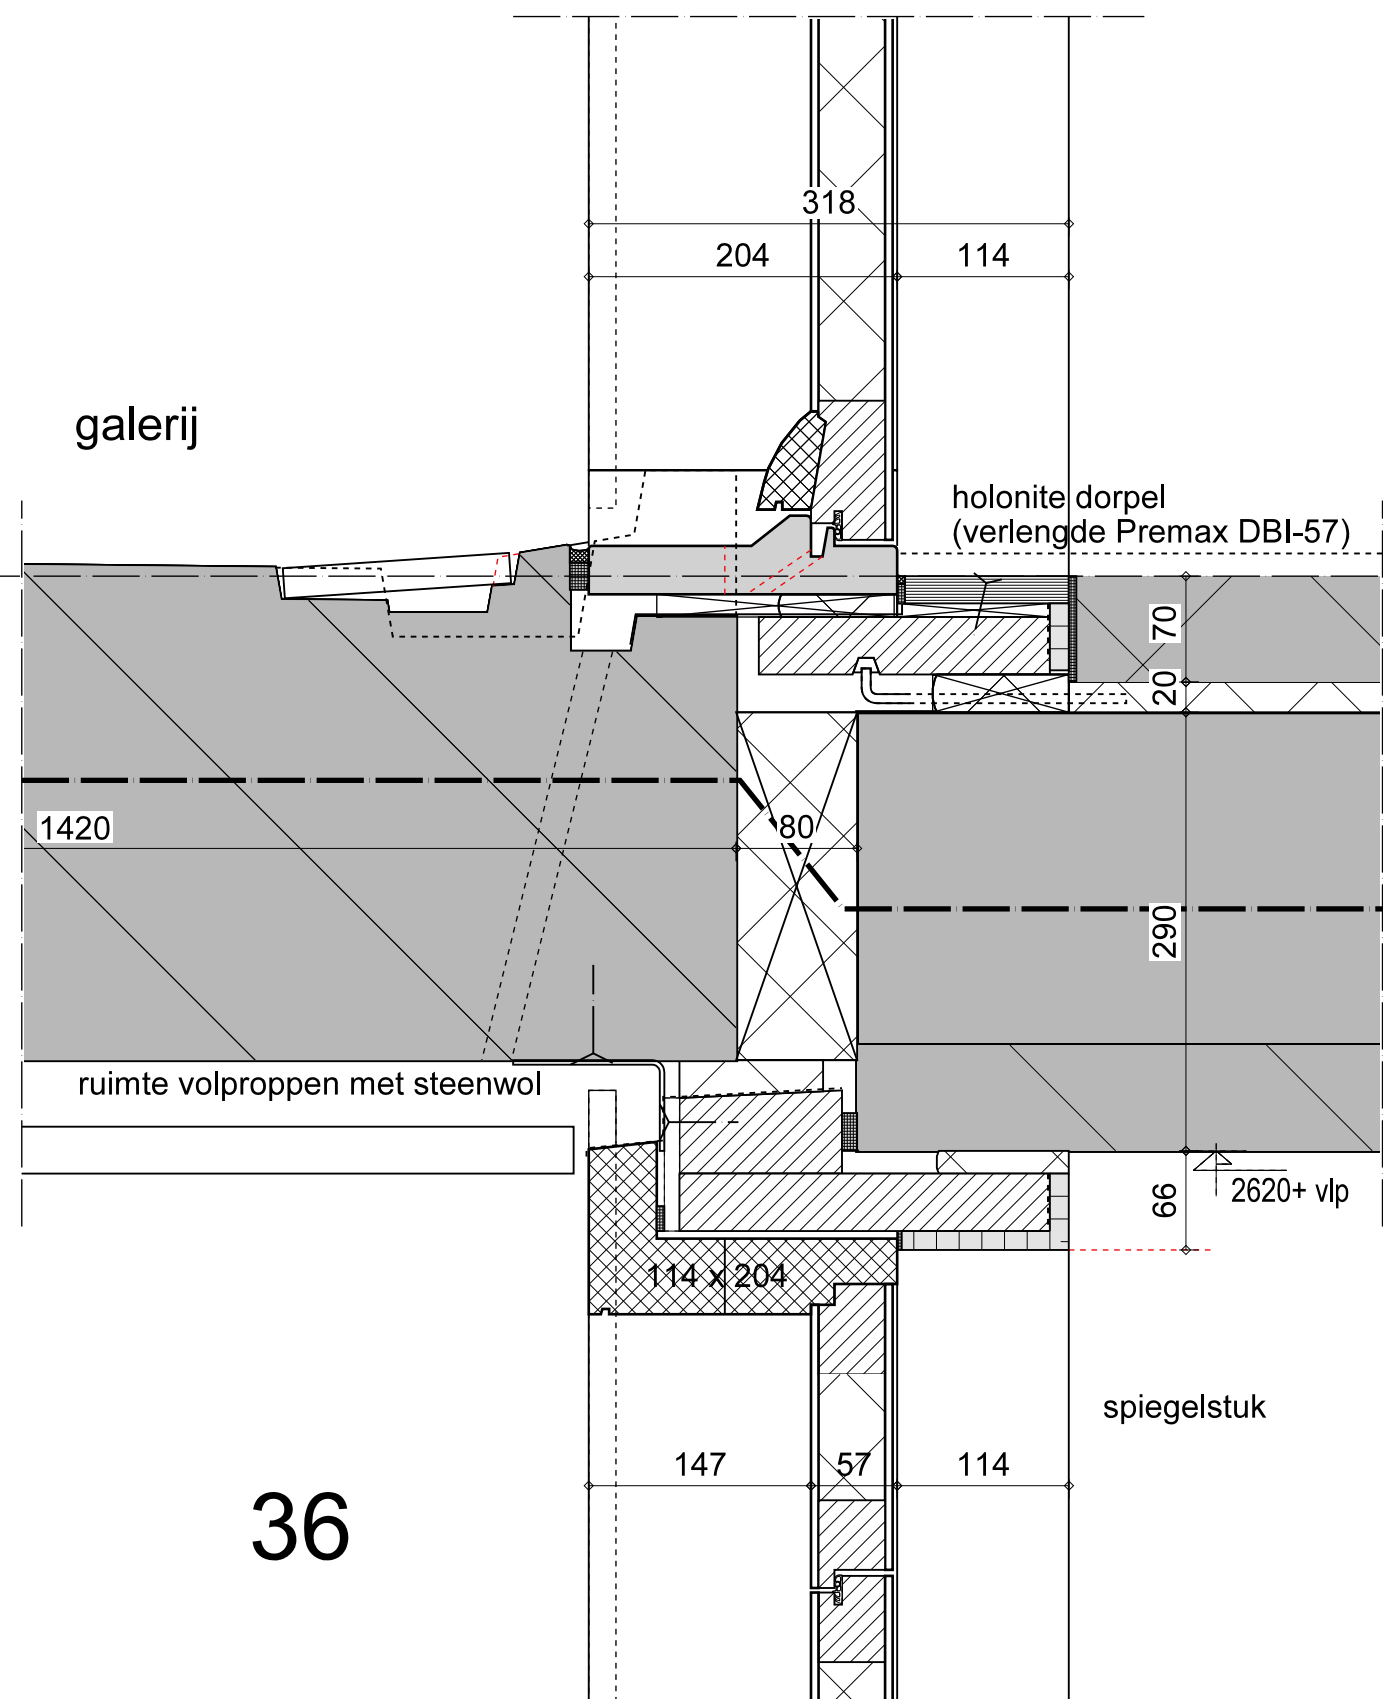 318
204
114
galerij
holonite dorpel
(verlengde Premax DBI-57)
70
20
1420
80
290
ruimte volproppen met steenwol
66
2620+ vlp
114 x 204
spiegelstuk
147
57
114
36